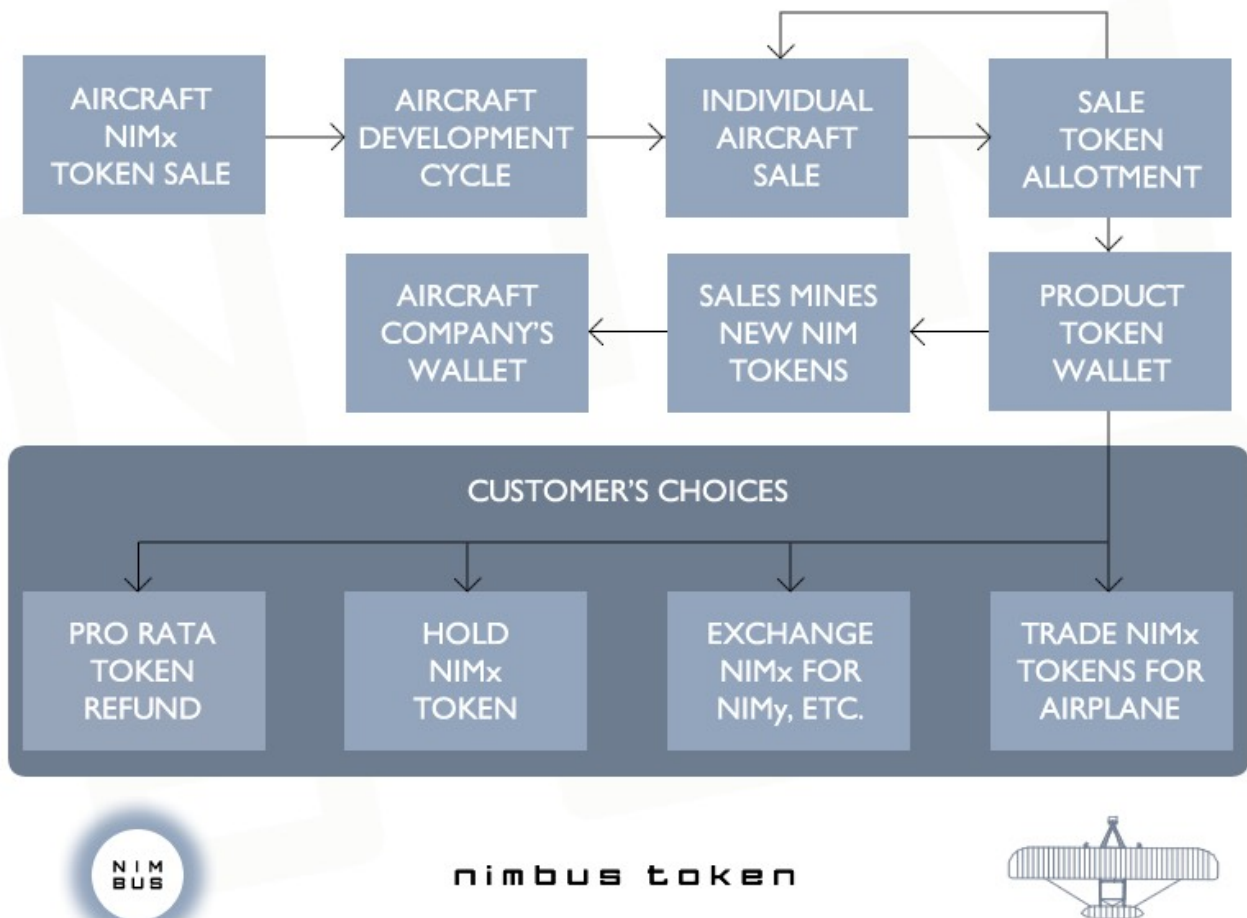 AIRCRAFT
NIMx
TOKEN SALE
AIRCRAFT
DEVELOPMENT
CYCLE
INDIVIDUAL
AIRCRAFT
SALE
SALE
TOKEN
ALLOTMENT
AIRCRAFT
COMPANY'S
WALLET
SALES MINES
NEW NIM
TOKENS
PRODUCT
TOKEN
WALLET
CUSTOMER'S CHOICES
PRO RATA
TOKEN
REFUND
HOLD
NIMx
TOKEN
EXCHANGE
NIMx FOR
NIMy, ETC.
TRADE NIMx
TOKENS FOR
AIRPLANE
NIM
BUS
nimbus token